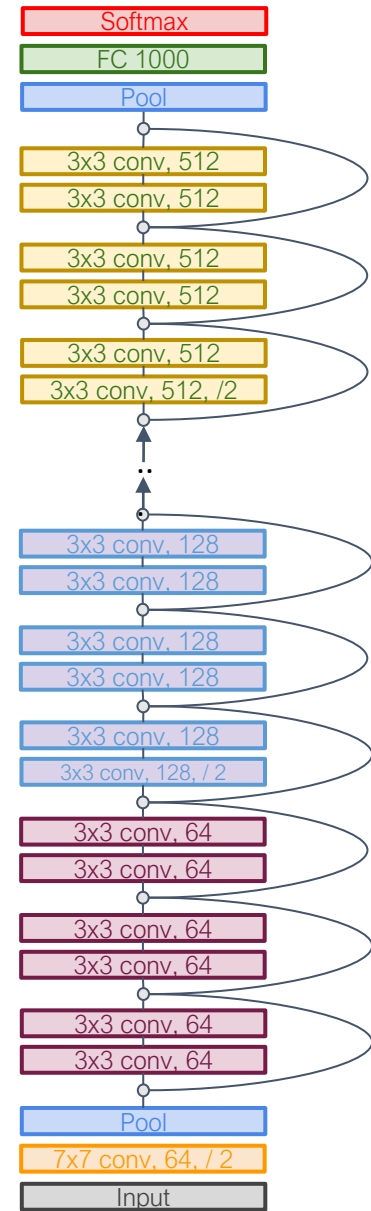 Softmax
FC 1000
Pool
3x3 conv, 512
3x3 conv, 512
3x3 conv, 512
3x3 conv, 512
3x3 conv, 512
3x3 conv, 512, /2
..
.
3x3 conv, 128
3x3 conv, 128
3x3 conv, 128
3x3 conv, 128
3x3 conv, 128
3x3 conv, 128, / 2
3x3 conv, 64
3x3 conv, 64
3x3 conv, 64
3x3 conv, 64
3x3 conv, 64
3x3 conv, 64
Pool
7x7 conv, 64, / 2
Input